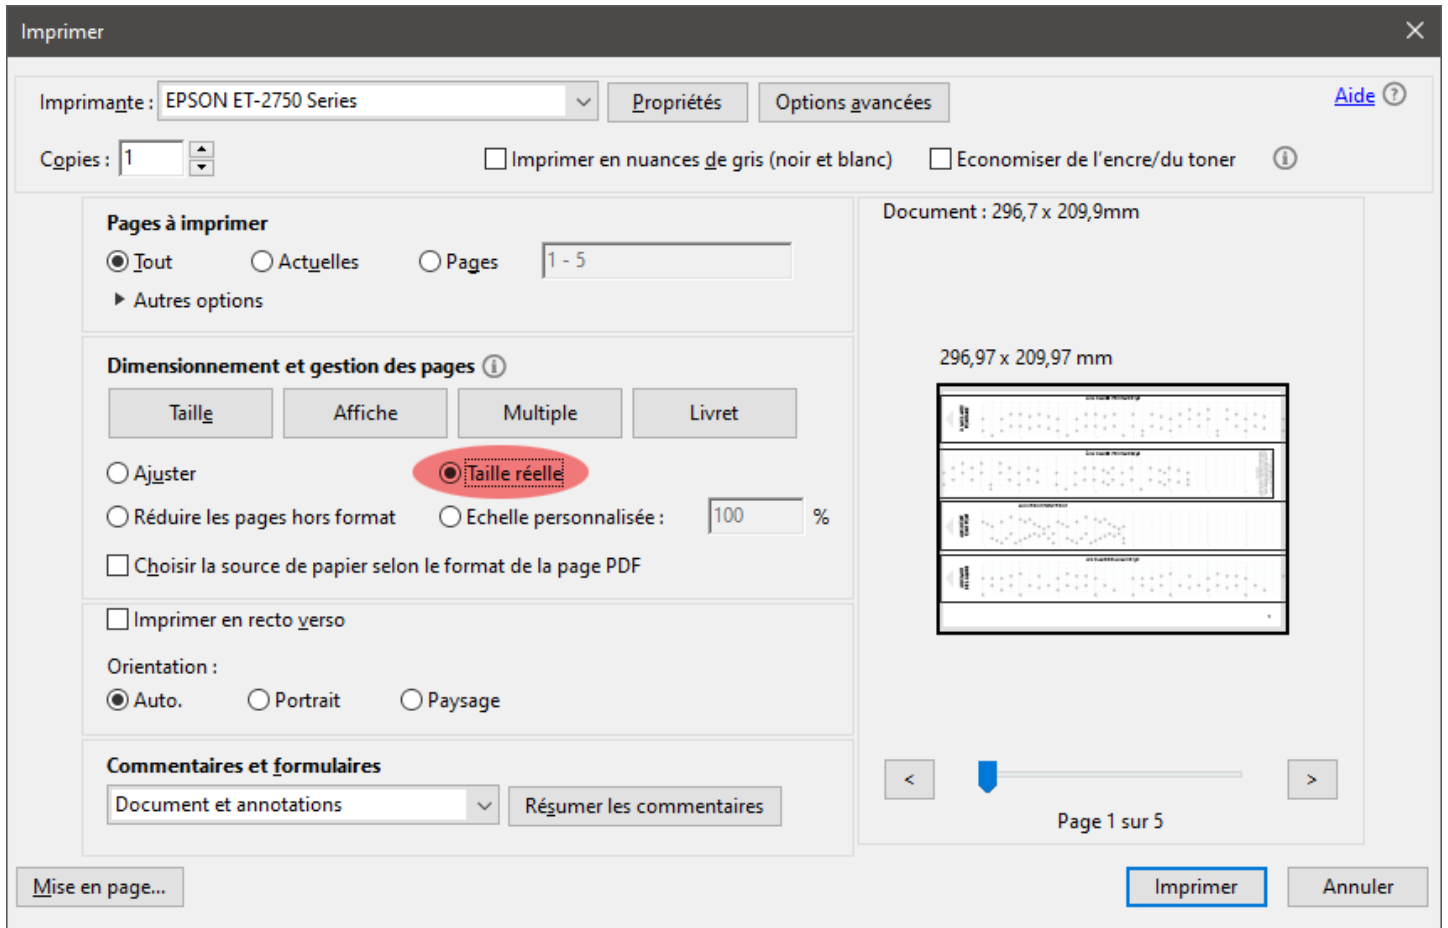 Imprimer
Imprimante : EPSON ET-2750 Series Propriétés Options avancées Aide
Copies : 1 Imprimer en nuances de gris (noir et blanc) Economiser de l'encre/du toner
Pages à imprimer
Tout Actuelles Pages 1 - 5
Autres options
Dimensionnement et gestion des pages
Taille Affiche Multiple Livret
Ajuster Taille réelle
Réduire les pages hors format Echelle personnalisée : 100 %
Choisir la source de papier selon le format de la page PDF
Imprimer en recto verso
Orientation :
Auto. Portrait Paysage
Commentaires et formulaires
Document et annotations Résumer les commentaires
Document : 296,7 x 209,9mm
296,97 x 209,97 mm
< >
Page 1 sur 5
Mise en page... Imprimer Annuler